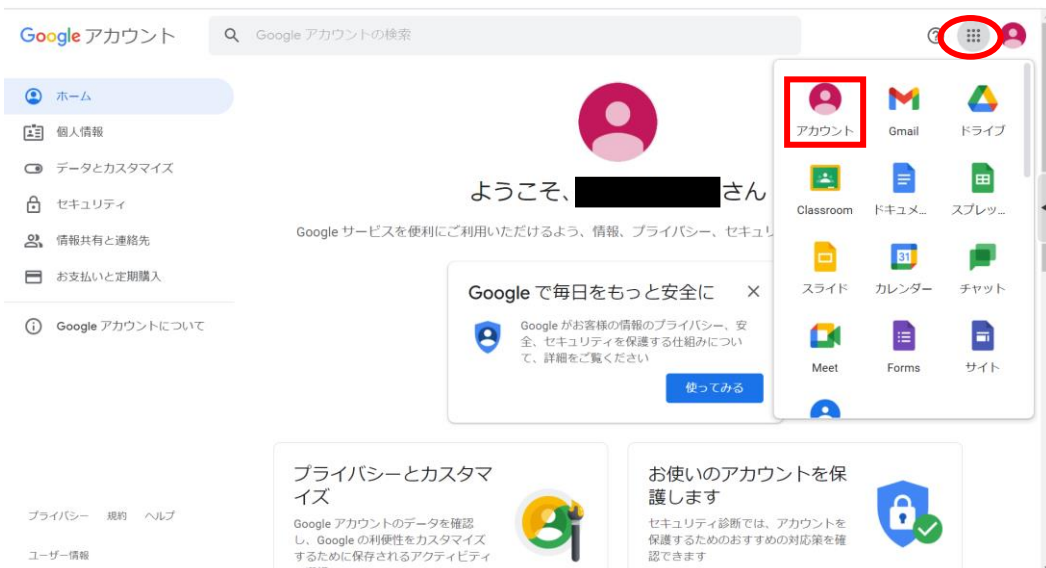 Google アカウント
Google アカウントの検索
ホーム
個人情報
データとカスタマイズ
セキュリティ
情報共有と連絡先
お支払いと定期購入
Google アカウントについて
プライバシー 規約 ヘルプ
ユーザー情報
ようこそ、 さん
Google サービスを便利にご利用いただけるよう、情報、プライバシー、セキュリ
Google で毎日をもっと安全に
Google がお客様の情報のプライバシー、安
全、セキュリティを保護する仕組みについ
て、詳細をご覧ください
使ってみる
プライバシーとカスタマ
イズ
Google アカウントのデータを確認
し、Google の利便性をカスタマイズ
するために保存されるアクティビティ
お使いのアカウントを保
護します
セキュリティ診断では、アカウントを
保護するためのおすすめの対応策を確
認できます
アカウント Gmail ドライブ
Classroom ドキュメ... スプレッ...
31
スライド カレンダー チャット
Meet Forms サイト